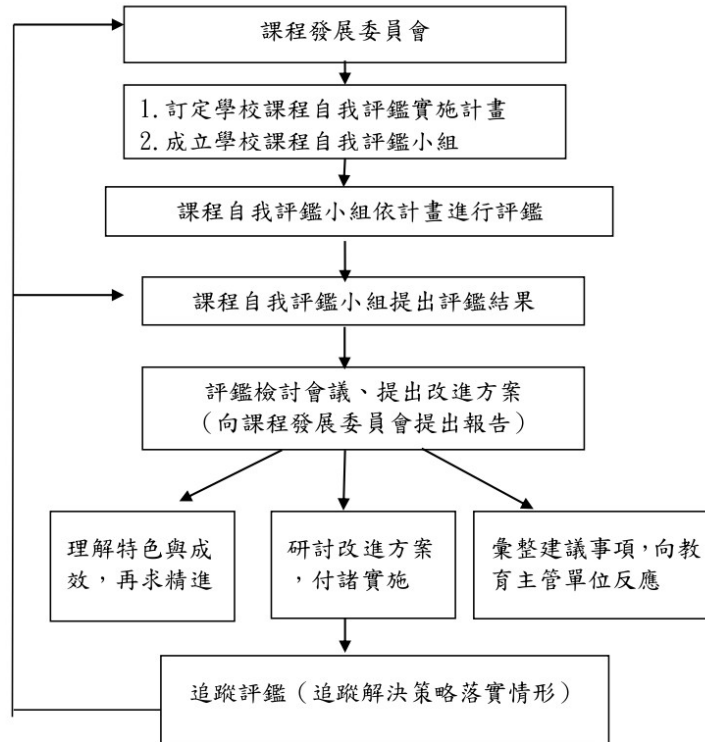 課程發展委員會
1.訂定學校課程自我評鑑實施計畫
2.成立學校課程自我評鑑小組
課程自我評鑑小組依計畫進行評鑑
課程自我評鑑小組提出評鑑結果
評鑑檢討會議、提出改進方案
（向課程發展委員會提出報告）
理解特色與成
效，再求精進
研討改進方案
，付諸實施
彙整建議事項，向教
育主管單位反應
追蹤評鑑（追蹤解決策略落實情形）